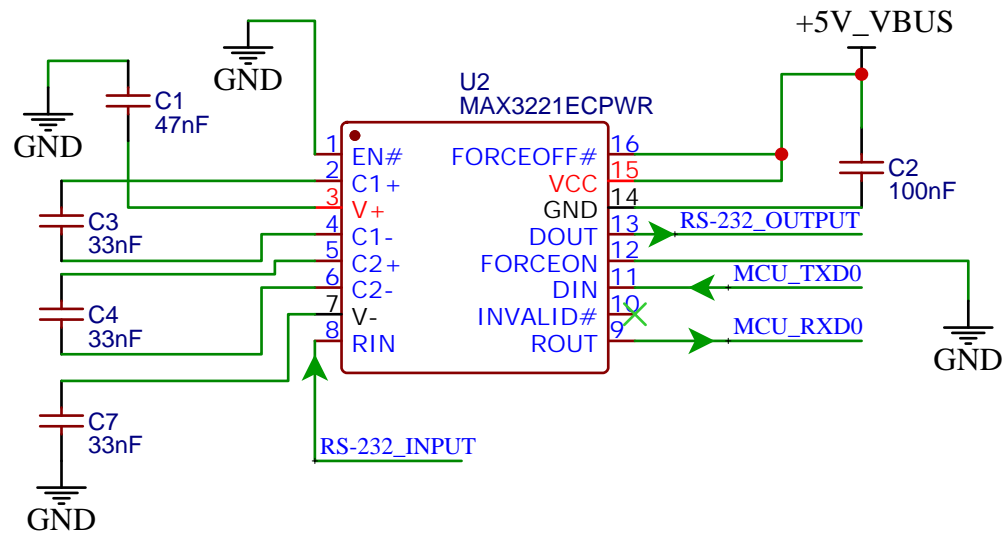 +5V_VBUS
GND
U2
MAX3221ECPWR
C1
47nF
GND
1 EN# FORCEOFF# 16
2 C1+ VCC 15
3 V+ GND 14
4 C1- DOUT 13 RS-232_OUTPUT
5 C2+ FORCEON 12
6 C2- DIN 11 MCU_TXD0
7 V- INVALID# 10
8 RIN ROUT 9 MCU_RXD0
C2
100nF
C3
33nF
C4
33nF
GND
C7
33nF
RS-232_INPUT
GND